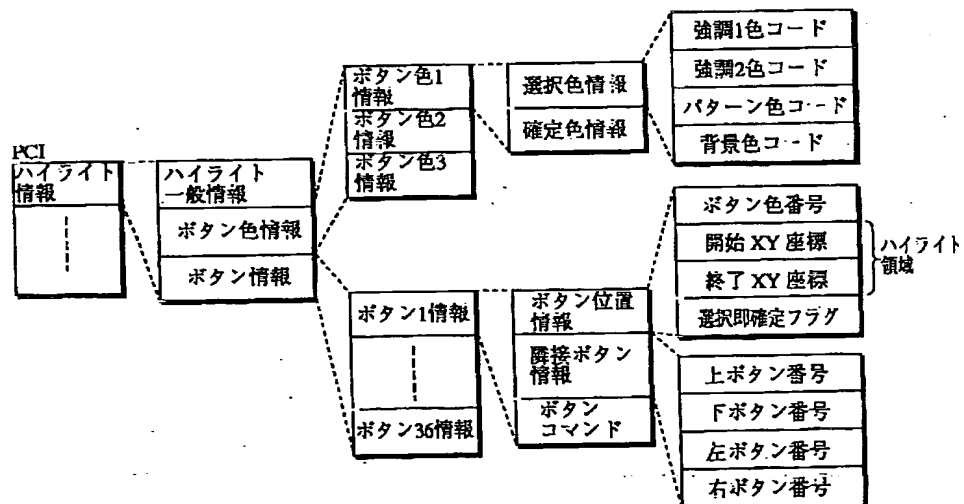 PCI
ハイライト
情報
ハイライト
一般情報
ボタン色情報
ボタン情報
ボタン色1
情報
ボタン色2
情報
ボタン色3
情報
選択色情報
確定色情報
強調1色コード
強調2色コード
パターン色コード
背景色コード
ボタン1情報
ボタン36情報
ボタン位置
情報
隣接ボタン
情報
ボタン
コマンド
ボタン色番号
開始XY座標
終了XY座標
選択即確定フラグ
ハイライト
領域
上ボタン番号
下ボタン番号
左ボタン番号
右ボタン番号